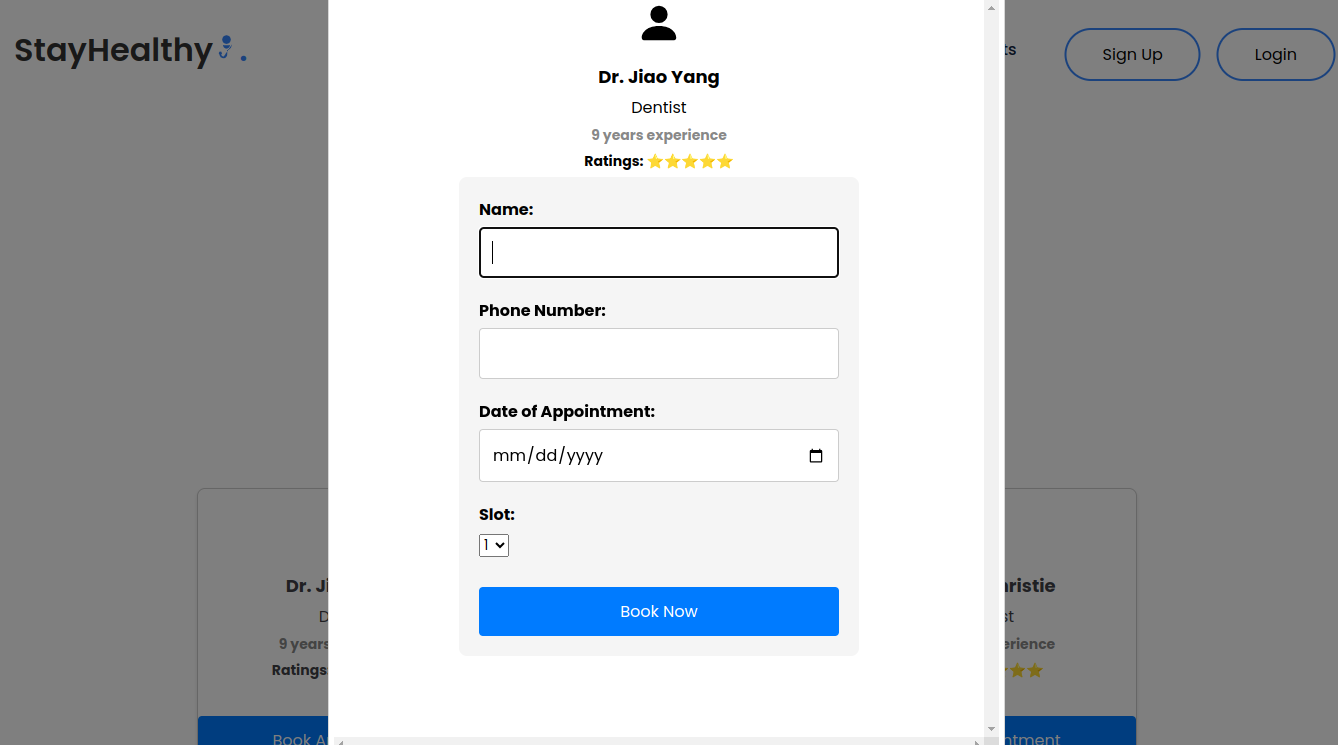 StayHealthy
ts
Sign Up
Login
Dr. Jiao Yang
Dentist
9 years experience
Ratings: ⭐⭐⭐⭐⭐
Name:
Phone Number:
Date of Appointment:
mm/dd/yyyy
Slot:
1
Book Now
Dr. Ji
D
9 years
Ratings:
Book A
hristie
st
erience
⭐⭐
ntment